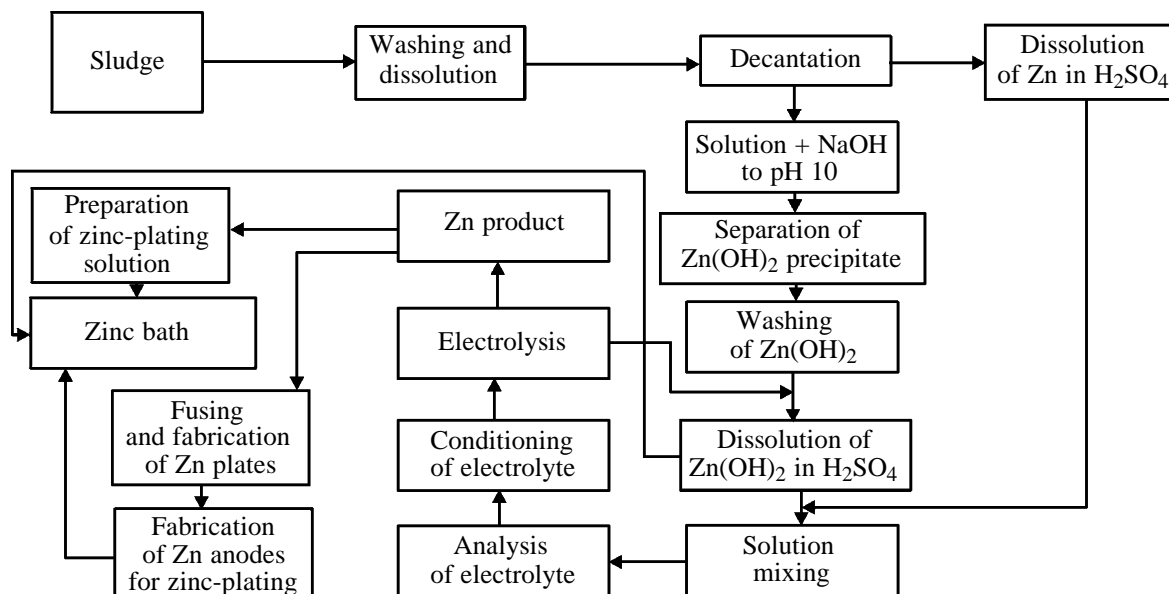 Sludge
Washing and
dissolution
Decantation
Dissolution
of Zn in H₂SO₄
Solution + NaOH
to pH 10
Preparation
of zinc-plating
solution
Zn product
Separation of
Zn(OH)₂ precipitate
Zinc bath
Electrolysis
Washing
of Zn(OH)₂
Fusing
and fabrication
of Zn plates
Conditioning
of electrolyte
Dissolution of
Zn(OH)₂ in H₂SO₄
Fabrication
of Zn anodes
for zinc-plating
Analysis
of electrolyte
Solution
mixing